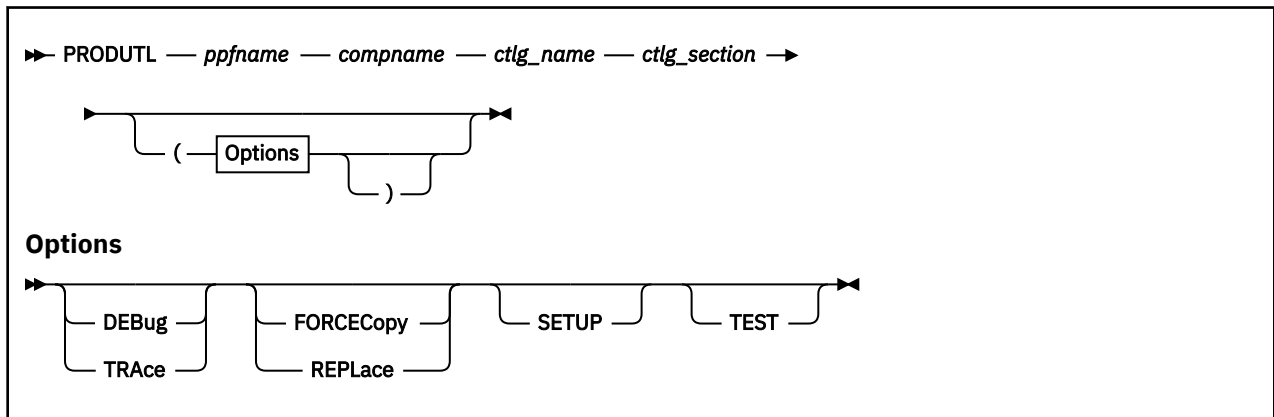 PRODUTL ppfname compname ctlg_name ctlg_section
( Options
)
Options
DEBug FORCECopy SETUP TEST
TRAce REPLace